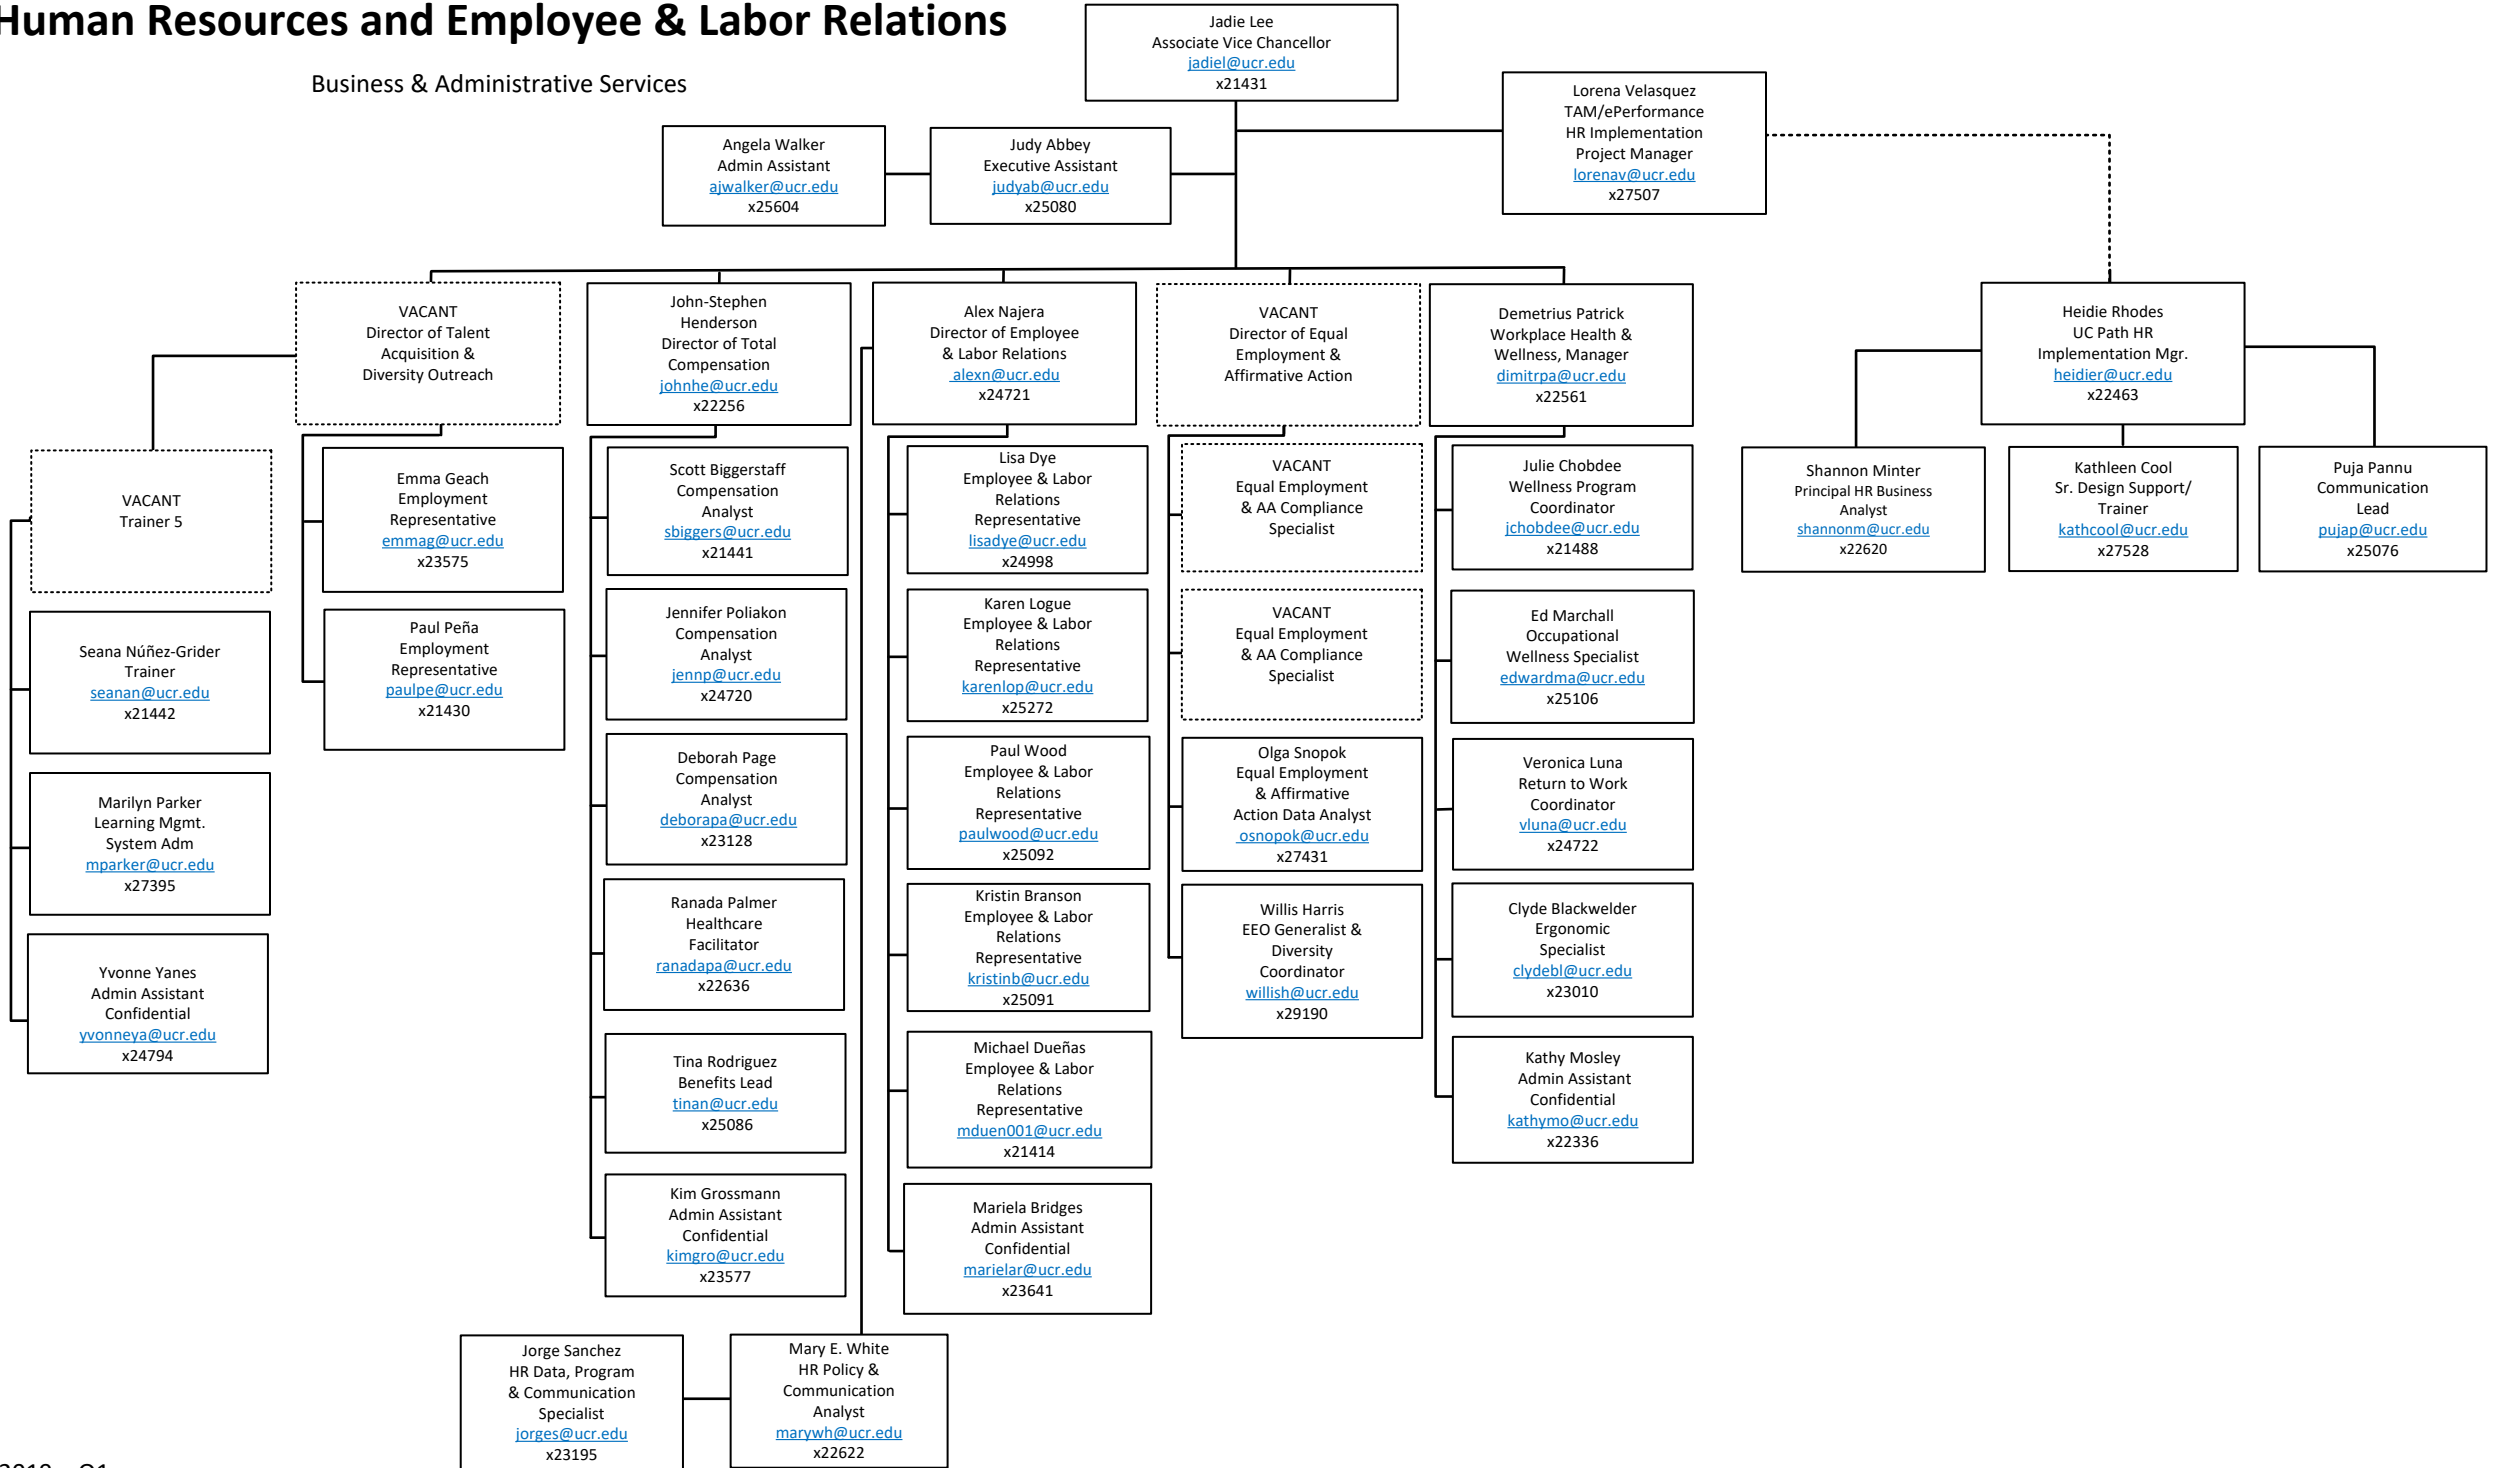 Human Resources and Employee & Labor Relations
Business & Administrative Services
Jadie Lee
Associate Vice Chancellor
jadiel@ucr.edu
x21431
Lorena Velasquez
TAM/ePerformance
HR Implementation
Project Manager
lorenav@ucr.edu
x27507
Angela Walker
Admin Assistant
ajwalker@ucr.edu
x25604
Judy Abbey
Executive Assistant
judyab@ucr.edu
x25080
VACANT
Director of Talent
Acquisition &
Diversity Outreach
John-Stephen
Henderson
Director of Total
Compensation
johnhe@ucr.edu
x22256
Alex Najera
Director of Employee
& Labor Relations
alexn@ucr.edu
x24721
VACANT
Director of Equal
Employment &
Affirmative Action
Demetrius Patrick
Workplace Health &
Wellness, Manager
dimitrpa@ucr.edu
x22561
Heidie Rhodes
UC Path HR
Implementation Mgr.
heidier@ucr.edu
x22463
VACANT
Trainer 5
Seana Núñez-Grider
Trainer
seanan@ucr.edu
x21442
Marilyn Parker
Learning Mgmt.
System Adm
mparker@ucr.edu
x27395
Yvonne Yanes
Admin Assistant
Confidential
yvonneya@ucr.edu
x24794
Emma Geach
Employment
Representative
emmag@ucr.edu
x23575
Paul Peña
Employment
Representative
paulpe@ucr.edu
x21430
Scott Biggerstaff
Compensation
Analyst
sbiggers@ucr.edu
x21441
Jennifer Poliakon
Compensation
Analyst
jennp@ucr.edu
x24720
Deborah Page
Compensation
Analyst
deborapa@ucr.edu
x23128
Ranada Palmer
Healthcare
Facilitator
ranadapa@ucr.edu
x22636
Tina Rodriguez
Benefits Lead
tinan@ucr.edu
x25086
Kim Grossmann
Admin Assistant
Confidential
kimgro@ucr.edu
x23577
Lisa Dye
Employee & Labor
Relations
Representative
lisadye@ucr.edu
x24998
Karen Logue
Employee & Labor
Relations
Representative
karenlop@ucr.edu
x25272
Paul Wood
Employee & Labor
Relations
Representative
paulwood@ucr.edu
x25092
Kristin Branson
Employee & Labor
Relations
Representative
kristinb@ucr.edu
x25091
Michael Dueñas
Employee & Labor
Relations
Representative
mduen001@ucr.edu
x21414
Mariela Bridges
Admin Assistant
Confidential
marielar@ucr.edu
x23641
VACANT
Equal Employment
& AA Compliance
Specialist
VACANT
Equal Employment
& AA Compliance
Specialist
Olga Snopok
Equal Employment
& Affirmative
Action Data Analyst
osnopok@ucr.edu
x27431
Willis Harris
EEO Generalist &
Diversity
Coordinator
willish@ucr.edu
x29190
Julie Chobdee
Wellness Program
Coordinator
jchobdee@ucr.edu
x21488
Ed Marchall
Occupational
Wellness Specialist
edwardma@ucr.edu
x25106
Veronica Luna
Return to Work
Coordinator
vluna@ucr.edu
x24722
Clyde Blackwelder
Ergonomic
Specialist
clydebl@ucr.edu
x23010
Kathy Mosley
Admin Assistant
Confidential
kathymo@ucr.edu
x22336
Shannon Minter
Principal HR Business
Analyst
shannonm@ucr.edu
x22620
Kathleen Cool
Sr. Design Support/
Trainer
kathcool@ucr.edu
x27528
Puja Pannu
Communication
Lead
pujap@ucr.edu
x25076
Jorge Sanchez
HR Data, Program
& Communication
Specialist
jorges@ucr.edu
x23195
Mary E. White
HR Policy &
Communication
Analyst
marywh@ucr.edu
x22622